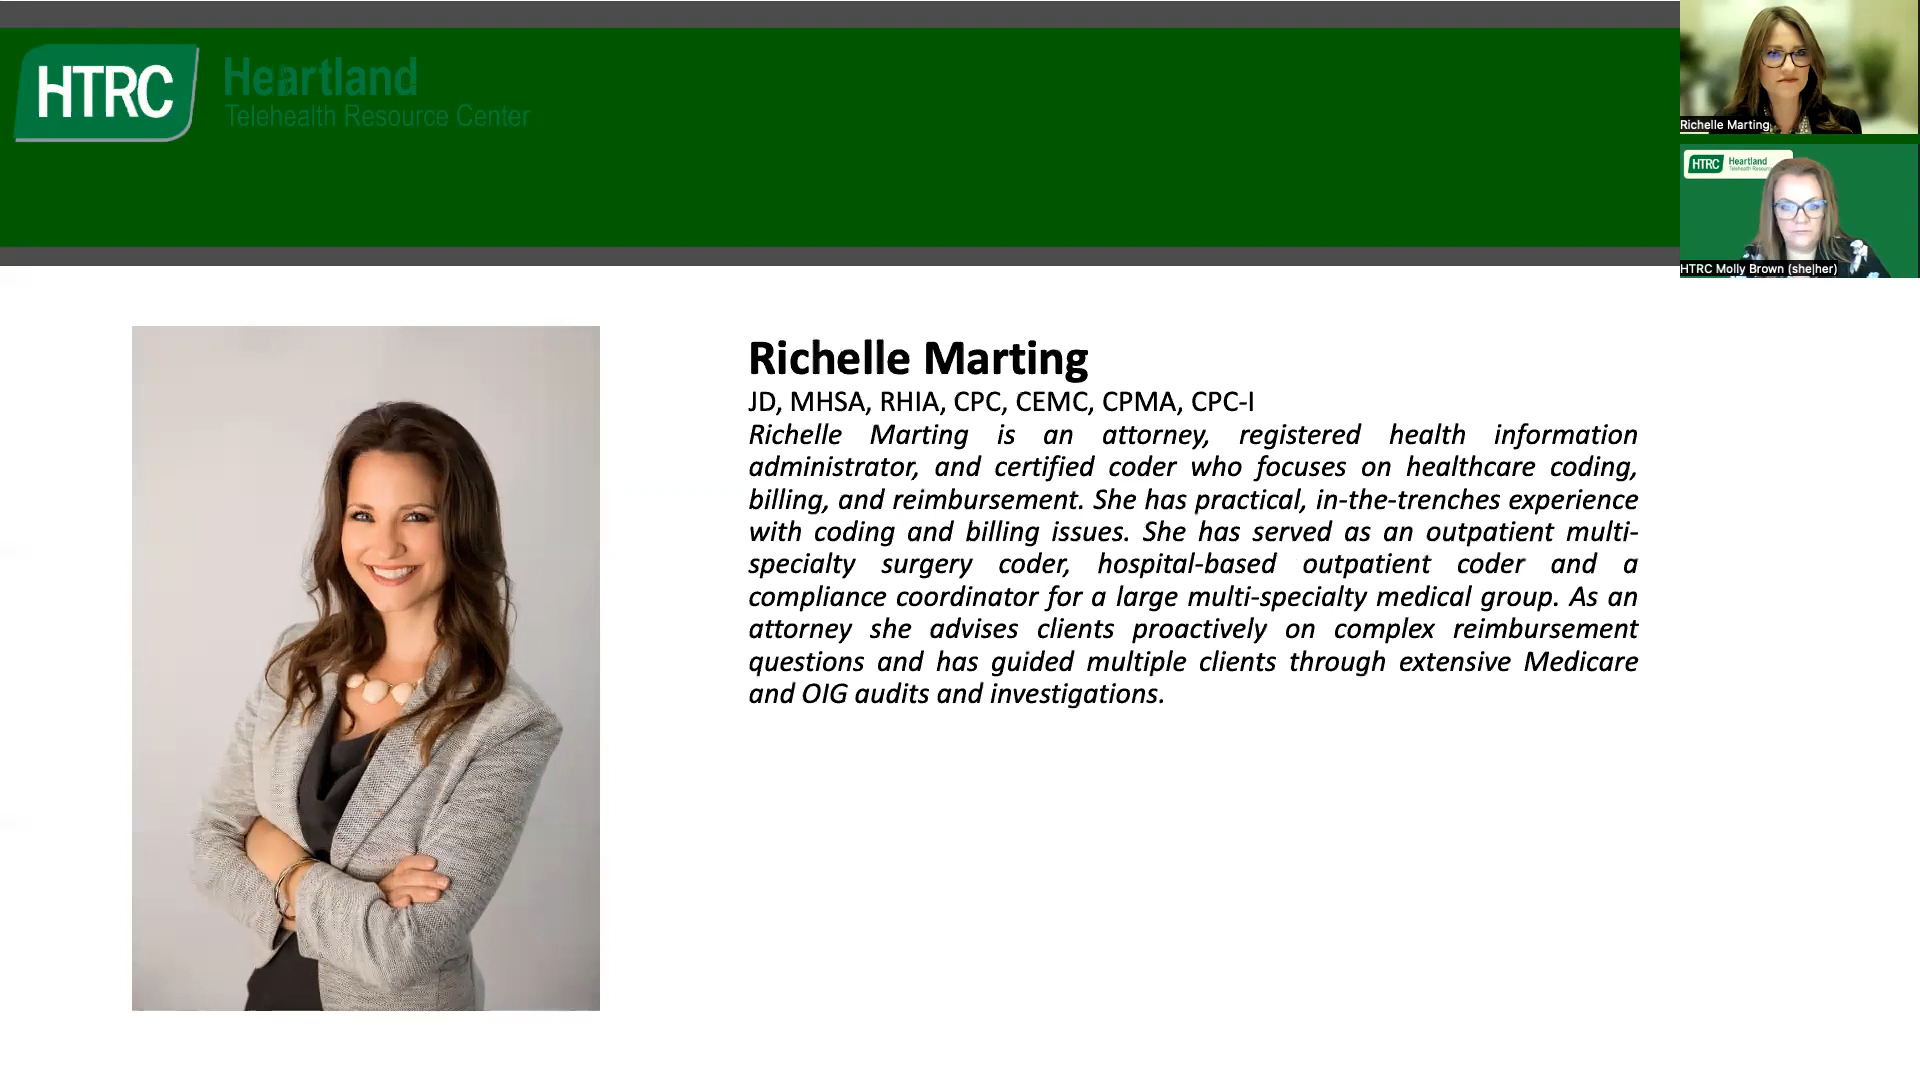 HTRC
Heartland
Telehealth Resource Center
Richelle Marting
HTRC
Heartland
HTRC Molly Brown (she|her)
Richelle Marting
JD, MHSA, RHIA, CPC, CEMC, CPMA, CPC-I
Richelle Marting is an attorney, registered health information
administrator, and certified coder who focuses on healthcare coding,
billing, and reimbursement. She has practical, in-the-trenches experience
with coding and billing issues. She has served as an outpatient multi-
specialty surgery coder, hospital-based outpatient coder and a
compliance coordinator for a large multi-specialty medical group. As an
attorney she advises clients proactively on complex reimbursement
questions and has guided multiple clients through extensive Medicare
and OIG audits and investigations.